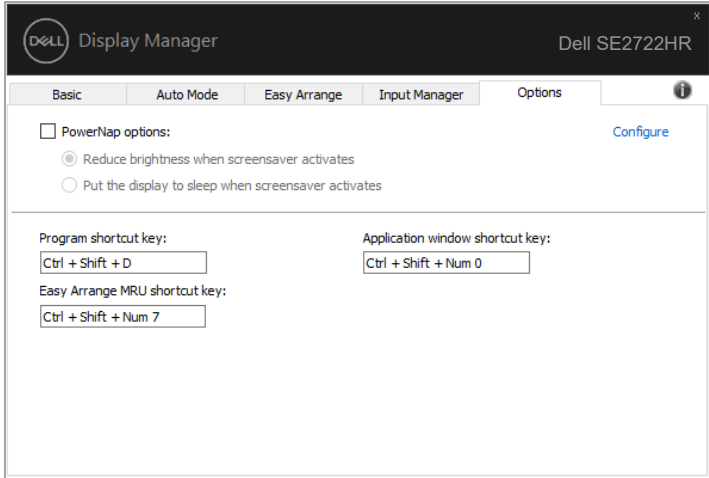 x
DELL Display Manager
Dell SE2722HR
Basic Auto Mode Easy Arrange Input Manager Options i
PowerNap options: Configure
Reduce brightness when screensaver activates
Put the display to sleep when screensaver activates
Program shortcut key: Application window shortcut key:
Ctrl + Shift + D Ctrl + Shift + Num 0
Easy Arrange MRU shortcut key:
Ctrl + Shift + Num 7